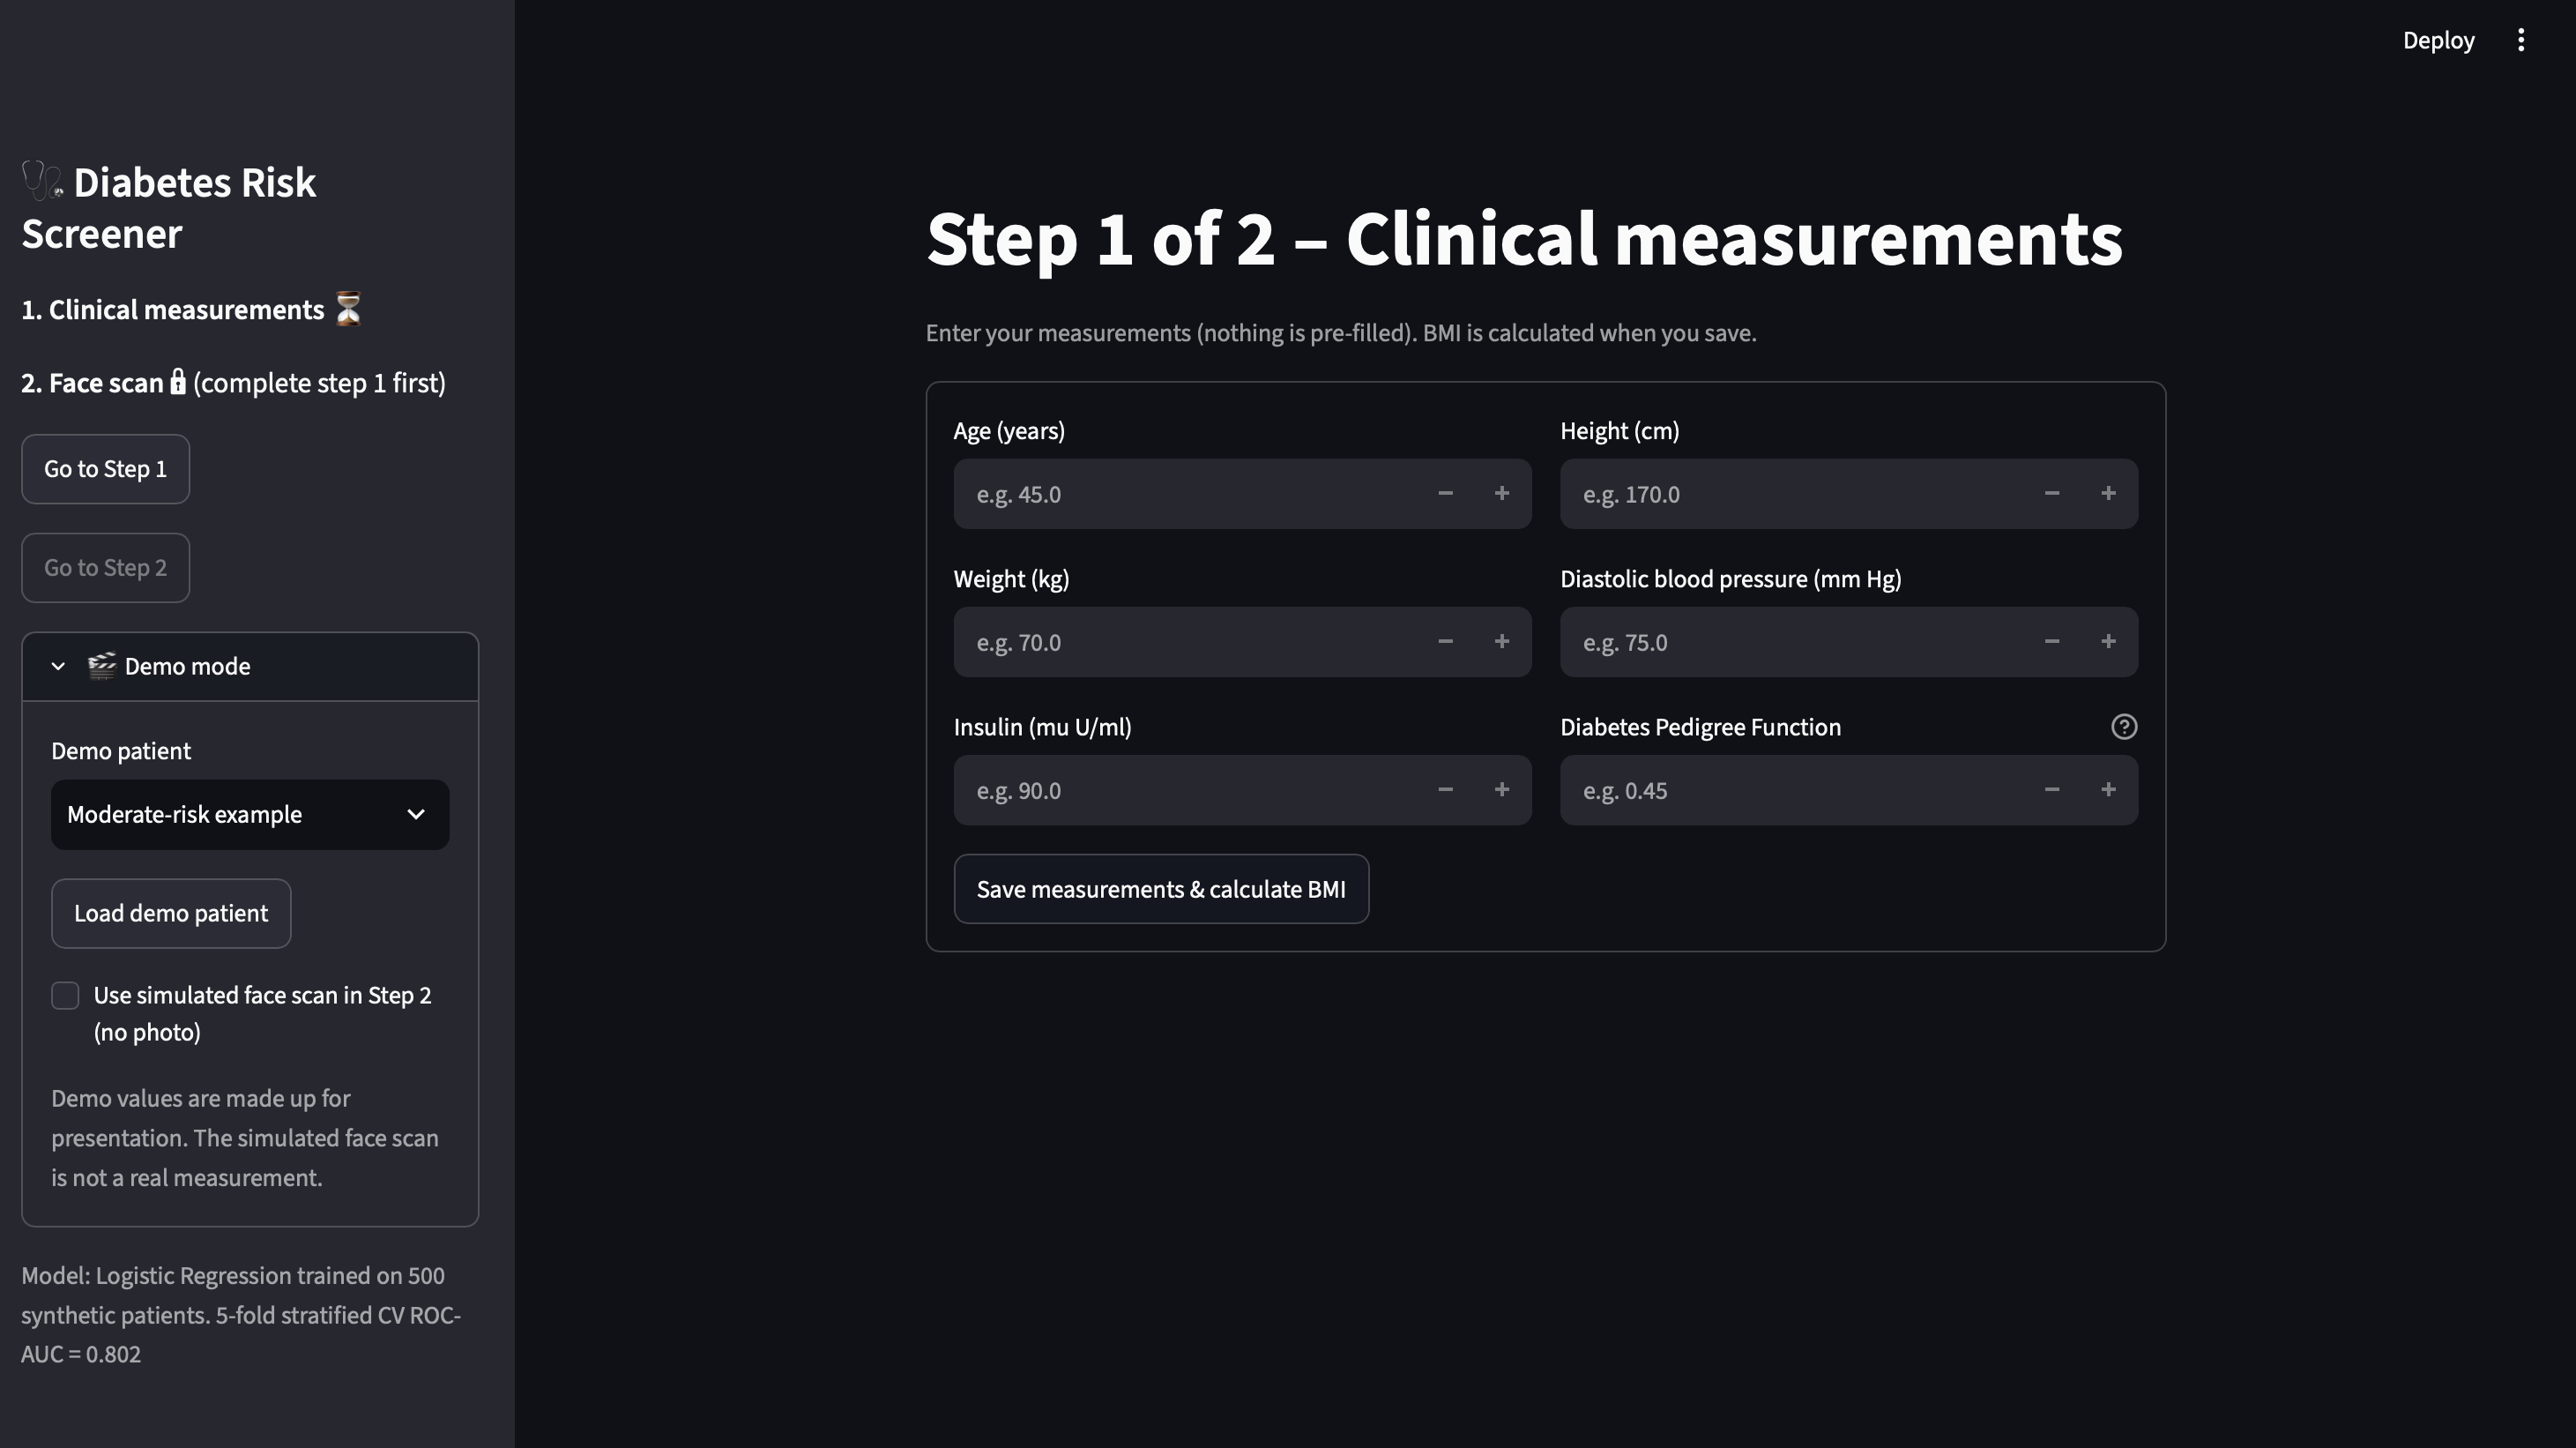 Deploy
🩺 Diabetes Risk
Screener
1. Clinical measurements ⏳
2. Face scan 🔒 (complete step 1 first)
Go to Step 1
Go to Step 2
🎬 Demo mode
Demo patient
Moderate-risk example
Load demo patient
Use simulated face scan in Step 2
(no photo)
Demo values are made up for
presentation. The simulated face scan
is not a real measurement.
Model: Logistic Regression trained on 500
synthetic patients. 5-fold stratified CV ROC-
AUC = 0.802
Step 1 of 2 – Clinical measurements
Enter your measurements (nothing is pre-filled). BMI is calculated when you save.
Age (years)
e.g. 45.0
Height (cm)
e.g. 170.0
Weight (kg)
e.g. 70.0
Diastolic blood pressure (mm Hg)
e.g. 75.0
Insulin (mu U/ml)
e.g. 90.0
Diabetes Pedigree Function
e.g. 0.45
Save measurements & calculate BMI